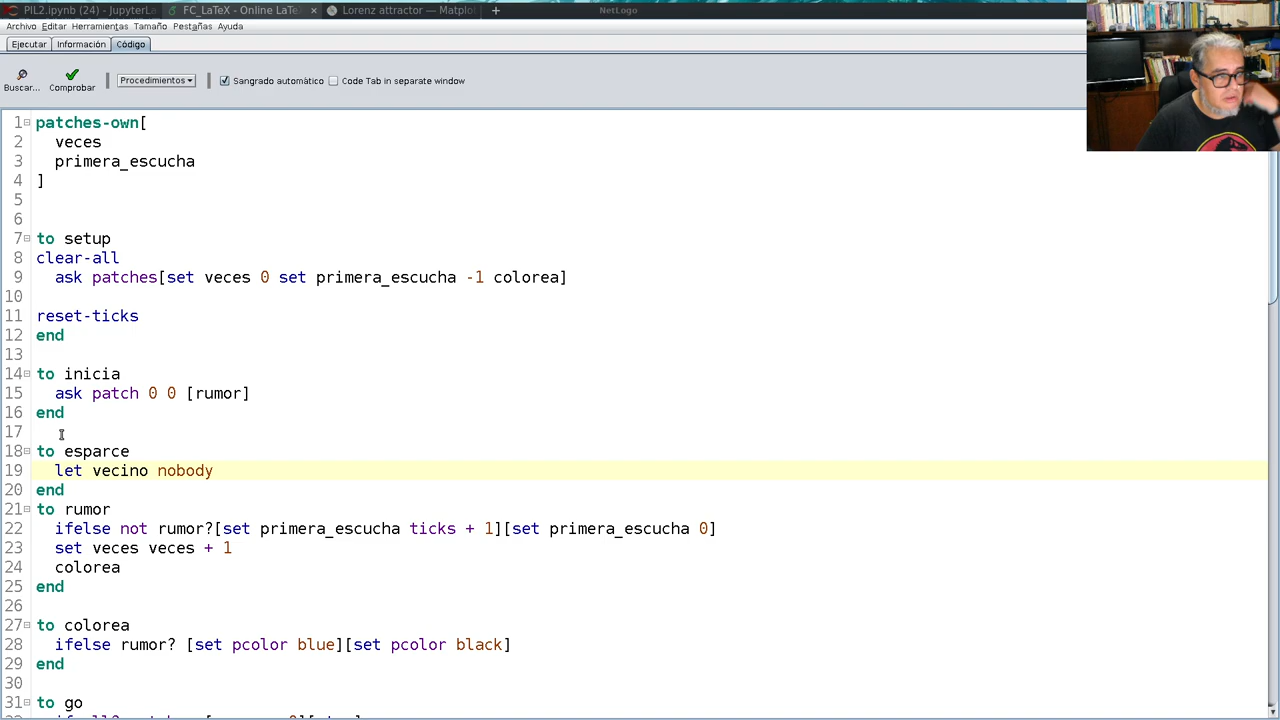 PIL2.ipynb (24) - JupyterLa
FC_LaTeX - Online LaTe
Lorenz attractor — Matplot
NetLogo
Archivo Editar Herramientas Tamaño Pestañas Ayuda
Ejecutar Información Código
Buscar... Comprobar Procedimientos Sangrado automático Code Tab in separate window
1 patches-own[
2 veces
3 primera_escucha
4 ]
5
6
7 to setup
8 clear-all
9 ask patches[set veces 0 set primera_escucha -1 colorea]
10
11 reset-ticks
12 end
13
14 to inicia
15 ask patch 0 0 [rumor]
16 end
17
18 to esparce
19 let vecino nobody
20 end
21 to rumor
22 ifelse not rumor?[set primera_escucha ticks + 1][set primera_escucha 0]
23 set veces veces + 1
24 colorea
25 end
26
27 to colorea
28 ifelse rumor? [set pcolor blue][set pcolor black]
29 end
30
31 to go